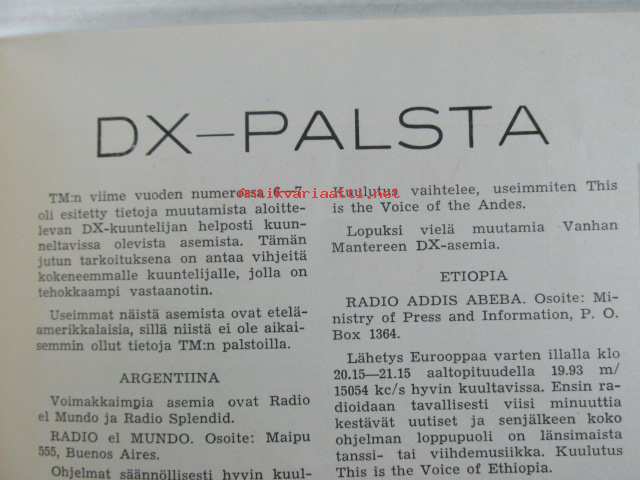 DX—PALSTA
TM:n viime vuoden numerossa 6—7
oli esitetty tietoja muutamista aloitte-
levan DX-kuuntelijan helposti kuun-
neltavissa olevista asemista. Tämän
jutun tarkoituksena on antaa vihjeitä
kokeneemmalle kuuntelijalle, jolla on
tehokkaampi vastaanotin.
Useimmat näistä asemista ovat etelä-
amerikkalaisia, sillä niistä ei ole aikai-
semmin ollut tietoja TM:n palstoilla.
ARGENTIINA
Voimakkaimpia asemia ovat Radio
el Mundo ja Radio Splendid.
RADIO el MUNDO. Osoite: Maipu
555, Buenos Aires.
Ohjelmat säännöllisesti hyvin kuul-
Kuulutus vaihtelee, useimmiten This
is the Voice of the Andes.
Lopuksi vielä muutamia Vanhan
Mantereen DX-asemia.
ETIOPIA
RADIO ADDIS ABEBA. Osoite: Mi-
nistry of Press and Information, P. O.
Box 1364.
Lähetys Eurooppaa varten illalla klo
20.15—21.15 aaltopituudella 19.93 m/
15054 kc/s hyvin kuultavissa. Ensin ra-
dioidaan tavallisesti viisi minuuttia
kestävät uutiset ja senjälkeen koko
ohjelman loppupuoli on länsimaista
tanssi- tai viihdemusiikka. Kuulutus
This is the Voice of Ethiopia.